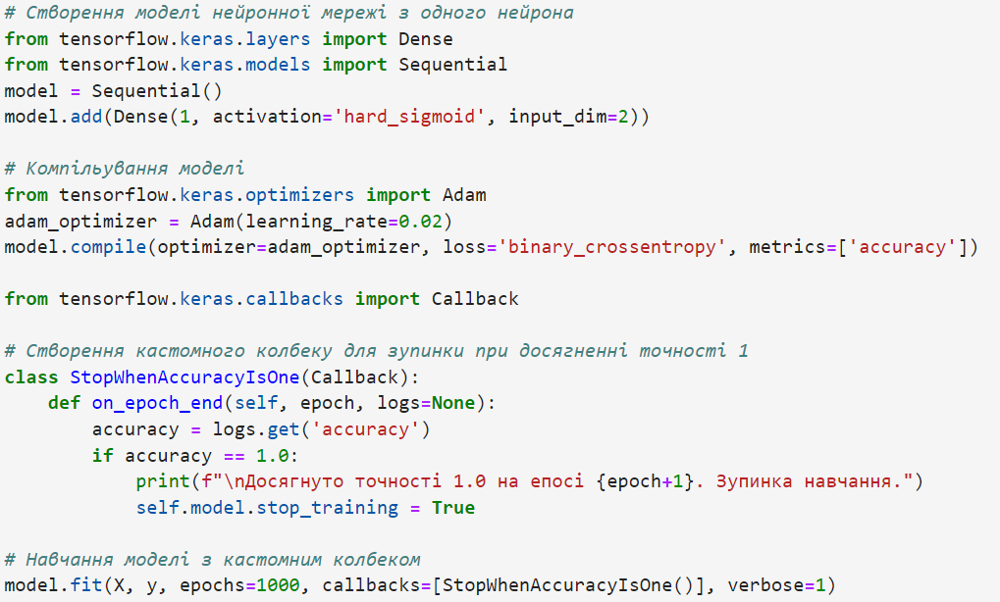 # Створення моделі нейронної мережі з одного нейрона
from tensorflow.keras.layers import Dense
from tensorflow.keras.models import Sequential
model = Sequential()
model.add(Dense(1, activation='hard_sigmoid', input_dim=2))

# Компільування моделі
from tensorflow.keras.optimizers import Adam
adam_optimizer = Adam(learning_rate=0.02)
model.compile(optimizer=adam_optimizer, loss='binary_crossentropy', metrics=['accuracy'])

from tensorflow.keras.callbacks import Callback

# Створення кастомного колбеку для зупинки при досягненні точності 1
class StopWhenAccuracyIsOne(Callback):
    def on_epoch_end(self, epoch, logs=None):
        accuracy = logs.get('accuracy')
        if accuracy == 1.0:
            print(f"\nДосягнуто точності 1.0 на епосі {epoch+1}. Зупинка навчання.")
            self.model.stop_training = True

# Навчання моделі з кастомним колбеком
model.fit(X, y, epochs=1000, callbacks=[StopWhenAccuracyIsOne()], verbose=1)